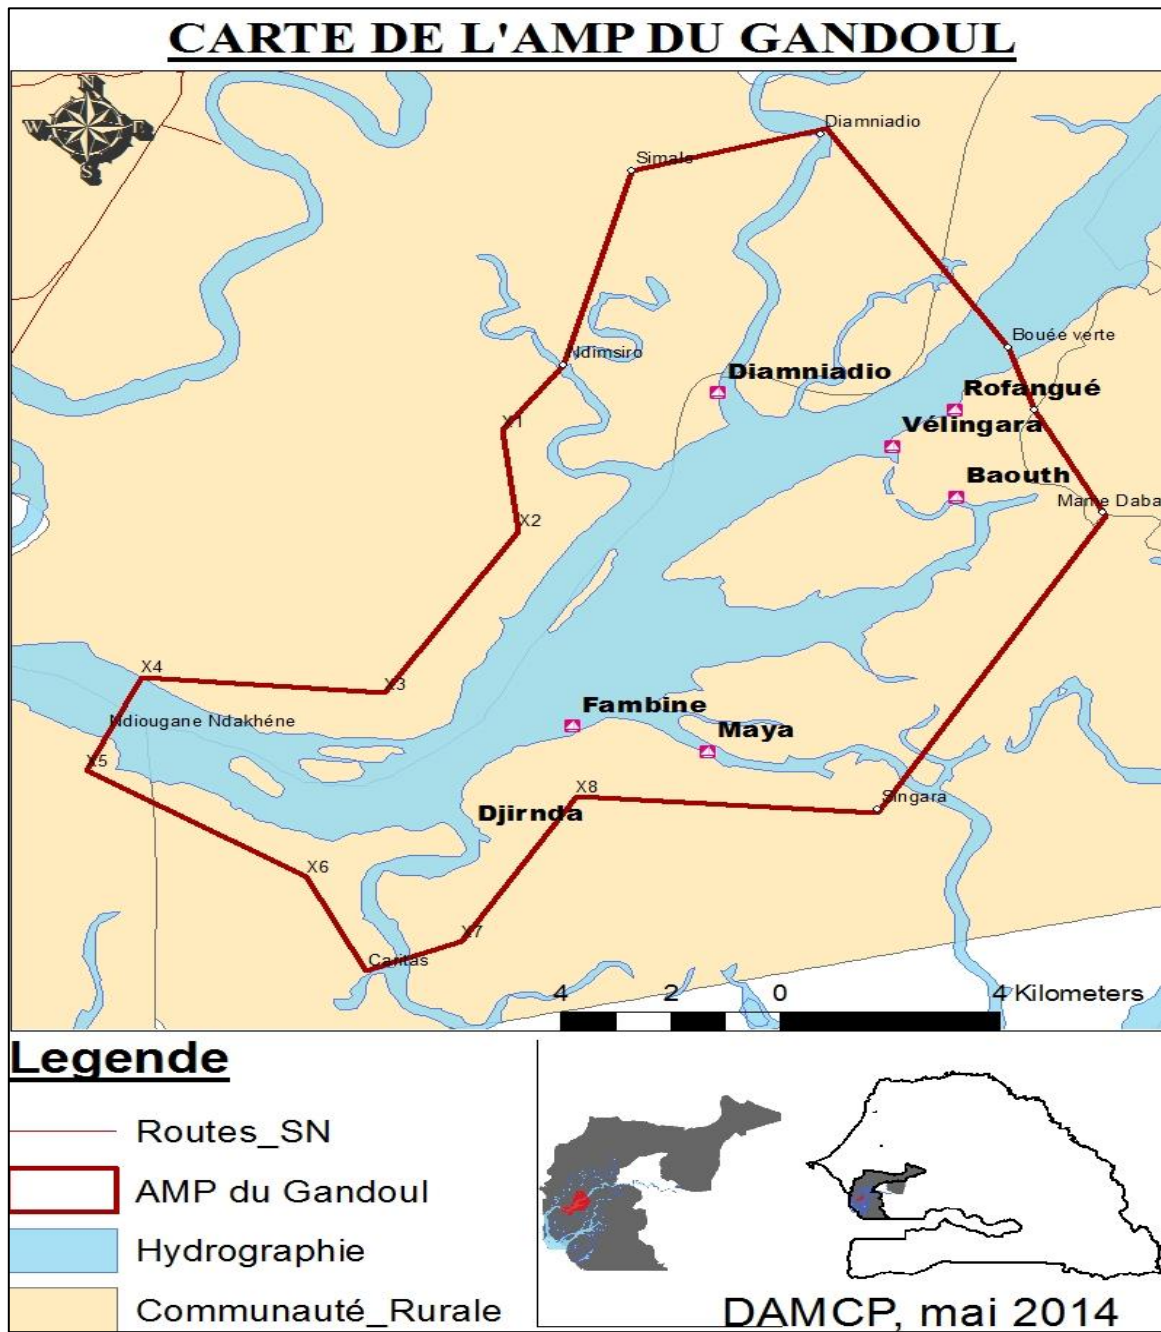 CARTE DE L'AMP DU GANDOUL
N
W E
S
Diamniadio
Simala
Bouée verte
Ndimsiro
Diamniadio
Rofangué
Vélingara
X1
Baouth
Mame Daba
X2
X4
X3
Ndiougane Ndakhéne
Fambine
Maya
X5
X8
Djirnda
Singara
X6
X7
Caritas
4 2 0 4 Kilometers
Legende
Routes_SN
AMP du Gandoul
Hydrographie
Communauté_Rurale
DAMCP, mai 2014